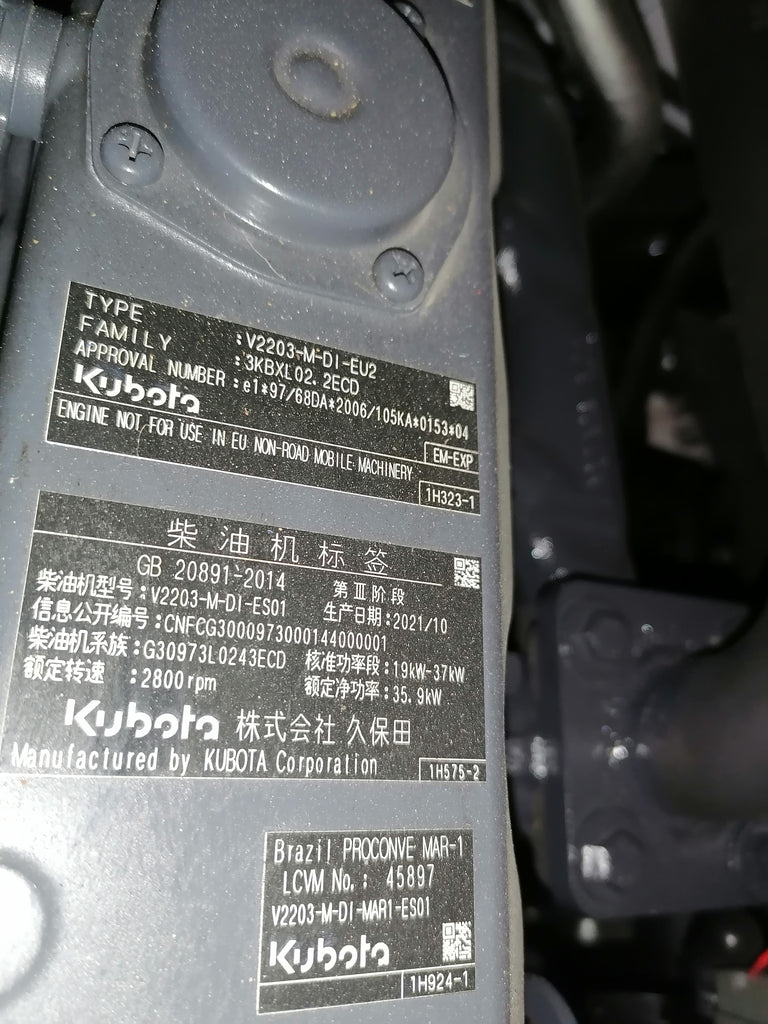 TYPE :V2203-M-DI-EU2
FAMILY :3KBXL02.2ECD
APPROVAL NUMBER :e1*97/68DA*2006/105KA*0153*04
Kubota
EM-EXP
ENGINE NOT FOR USE IN EU NON-ROAD MOBILE MACHINERY
1H323-1
柴油机标签
GB 20891-2014 第Ⅲ阶段
柴油机型号:V2203-M-DI-ES01 生产日期:2021/10
信息公开编号:CNFCG3000973000144000001
柴油机系族:G30973L0243ECD 核准功率段:19kW-37kW
额定转速 :2800rpm 额定净功率:35.9kW
Kubota 株式会社 久保田
Manufactured by KUBOTA Corporation
1H575-2
Brazil PROCONVE MAR-1
LCVM No.: 45897
V2203-M-DI-MAR1-ES01
Kubota
1H924-1